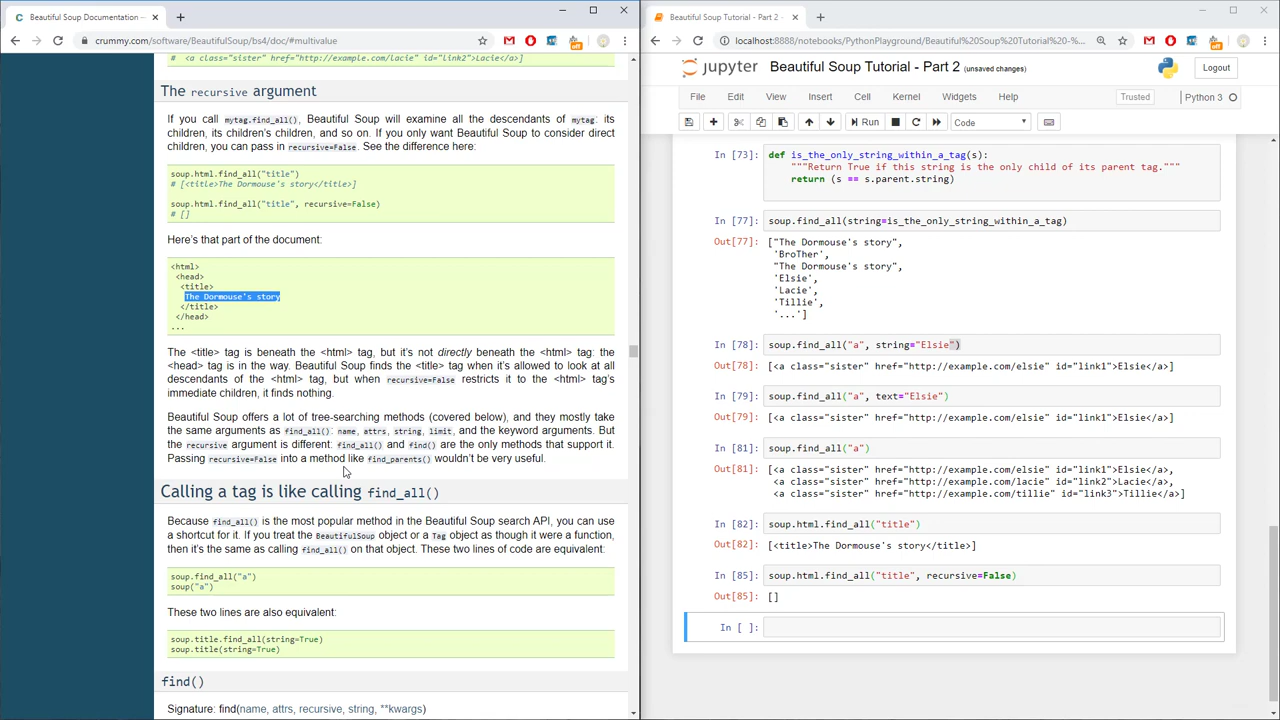 Beautiful Soup Documentation —
crummy.com/software/BeautifulSoup/bs4/doc/#multivalue
# <a class="sister" href="http://example.com/lacie" id="link2">Lacie</a>]
The recursive argument
If you call mytag.find_all(), Beautiful Soup will examine all the descendants of mytag: its
children, its children's children, and so on. If you only want Beautiful Soup to consider direct
children, you can pass in recursive=False. See the difference here:
soup.html.find_all("title")
# [<title>The Dormouse's story</title>]
soup.html.find_all("title", recursive=False)
# []
Here's that part of the document:
<html>
<head>
<title>
The Dormouse's story
</title>
</head>
...
The <title> tag is beneath the <html> tag, but it's not directly beneath the <html> tag: the
<head> tag is in the way. Beautiful Soup finds the <title> tag when it's allowed to look at all
descendants of the <html> tag, but when recursive=False restricts it to the <html> tag's
immediate children, it finds nothing.
Beautiful Soup offers a lot of tree-searching methods (covered below), and they mostly take
the same arguments as find_all(): name, attrs, string, limit, and the keyword arguments. But
the recursive argument is different: find_all() and find() are the only methods that support it.
Passing recursive=False into a method like find_parents() wouldn't be very useful.
Calling a tag is like calling find_all()
Because find_all() is the most popular method in the Beautiful Soup search API, you can use
a shortcut for it. If you treat the BeautifulSoup object or a Tag object as though it were a function,
then it's the same as calling find_all() on that object. These two lines of code are equivalent:
soup.find_all("a")
soup("a")
These two lines are also equivalent:
soup.title.find_all(string=True)
soup.title(string=True)
find()
Signature: find(name, attrs, recursive, string, **kwargs)
Beautiful Soup Tutorial - Part 2 -
localhost:8888/notebooks/PythonPlayground/Beautiful%20Soup%20Tutorial%20-%...
jupyter Beautiful Soup Tutorial - Part 2 (unsaved changes) Logout
File Edit View Insert Cell Kernel Widgets Help Trusted Python 3
Run Code
In [73]: def is_the_only_string_within_a_tag(s):
"""Return True if this string is the only child of its parent tag."""
return (s == s.parent.string)
In [77]: soup.find_all(string=is_the_only_string_within_a_tag)
Out[77]: ["The Dormouse's story",
'BroTher',
"The Dormouse's story",
'Elsie',
'Lacie',
'Tillie',
'...']
In [78]: soup.find_all("a", string="Elsie")
Out[78]: [<a class="sister" href="http://example.com/elsie" id="link1">Elsie</a>]
In [79]: soup.find_all("a", text="Elsie")
Out[79]: [<a class="sister" href="http://example.com/elsie" id="link1">Elsie</a>]
In [81]: soup.find_all("a")
Out[81]: [<a class="sister" href="http://example.com/elsie" id="link1">Elsie</a>,
<a class="sister" href="http://example.com/lacie" id="link2">Lacie</a>,
<a class="sister" href="http://example.com/tillie" id="link3">Tillie</a>]
In [82]: soup.html.find_all("title")
Out[82]: [<title>The Dormouse's story</title>]
In [85]: soup.html.find_all("title", recursive=False)
Out[85]: []
In [ ]: